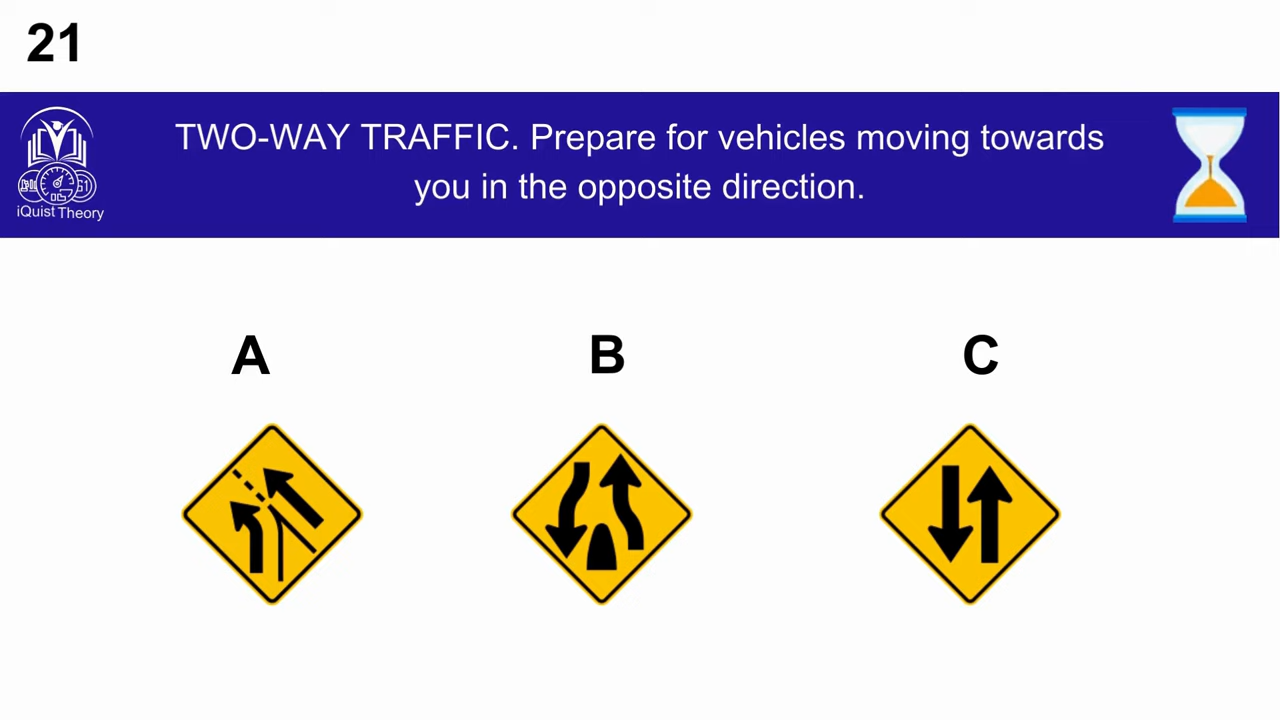 21
TWO-WAY TRAFFIC. Prepare for vehicles moving towards
you in the opposite direction.
iQuist Theory
A
B
C